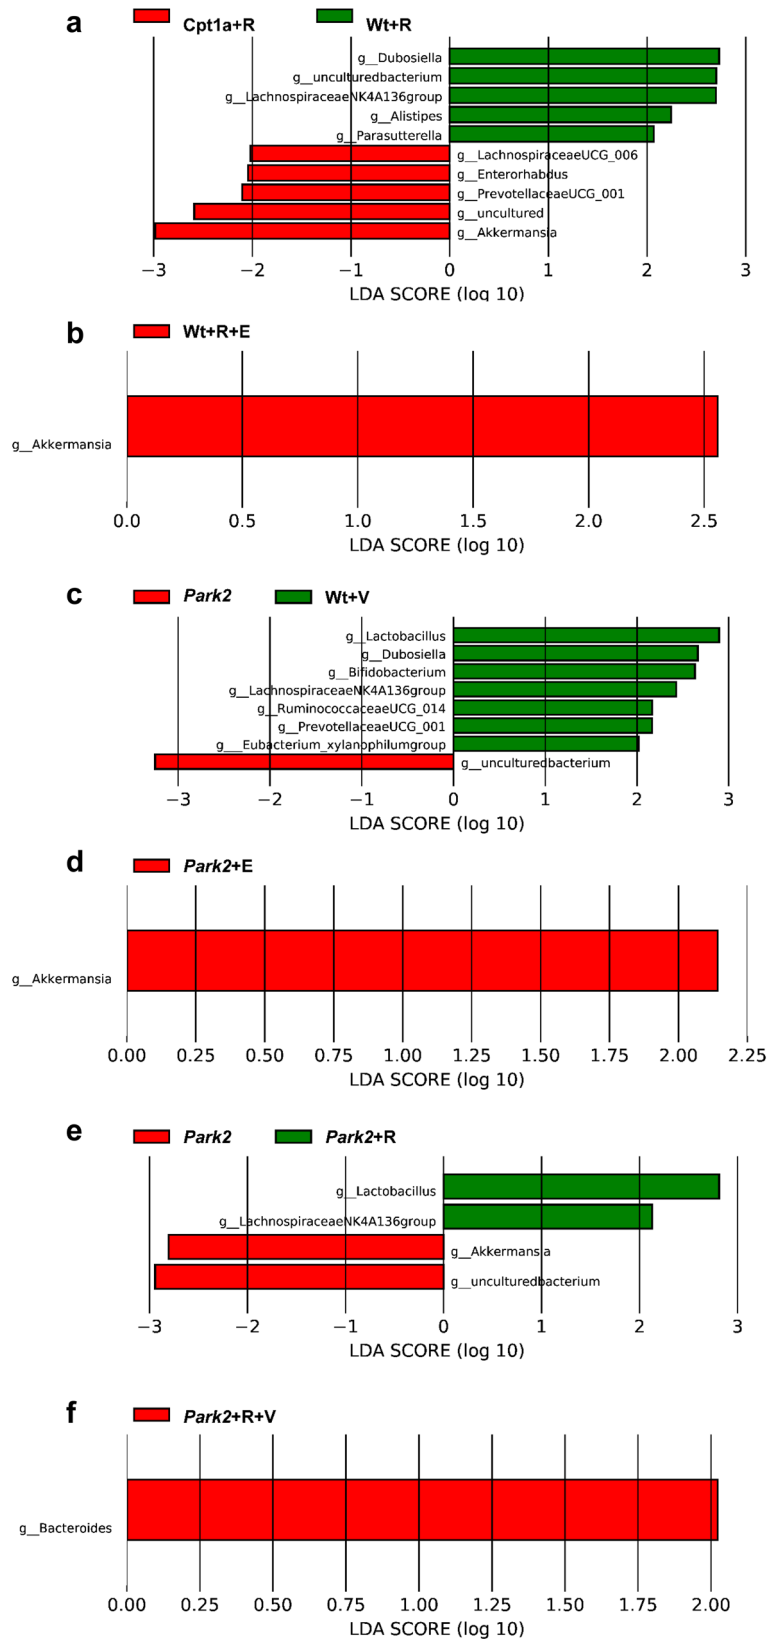 a
Cpt1a+R Wt+R
g__Dubosiella
g__unculturedbacterium
g__LachnospiraceaeNK4A136group
g__Alistipes
g__Parasutterella
g__LachnospiraceaeUCG_006
g__Enterorhabdus
g__PrevotellaceaeUCG_001
g__uncultured
g__Akkermansia
−3 −2 −1 0 1 2 3
LDA SCORE (log 10)
b
Wt+R+E
g__Akkermansia
0.0 0.5 1.0 1.5 2.0 2.5
LDA SCORE (log 10)
c
Park2 Wt+V
g__Lactobacillus
g__Dubosiella
g__Bifidobacterium
g__LachnospiraceaeNK4A136group
g__RuminococcaceaeUCG_014
g__PrevotellaceaeUCG_001
g___Eubacterium_xylanophilumgroup
g__unculturedbacterium
−3 −2 −1 0 1 2 3
LDA SCORE (log 10)
d
Park2+E
g__Akkermansia
0.00 0.25 0.50 0.75 1.00 1.25 1.50 1.75 2.00 2.25
LDA SCORE (log 10)
e
Park2 Park2+R
g__Lactobacillus
g__LachnospiraceaeNK4A136group
g__Akkermansia
g__unculturedbacterium
−3 −2 −1 0 1 2 3
LDA SCORE (log 10)
f
Park2+R+V
g__Bacteroides
0.00 0.25 0.50 0.75 1.00 1.25 1.50 1.75 2.00
LDA SCORE (log 10)